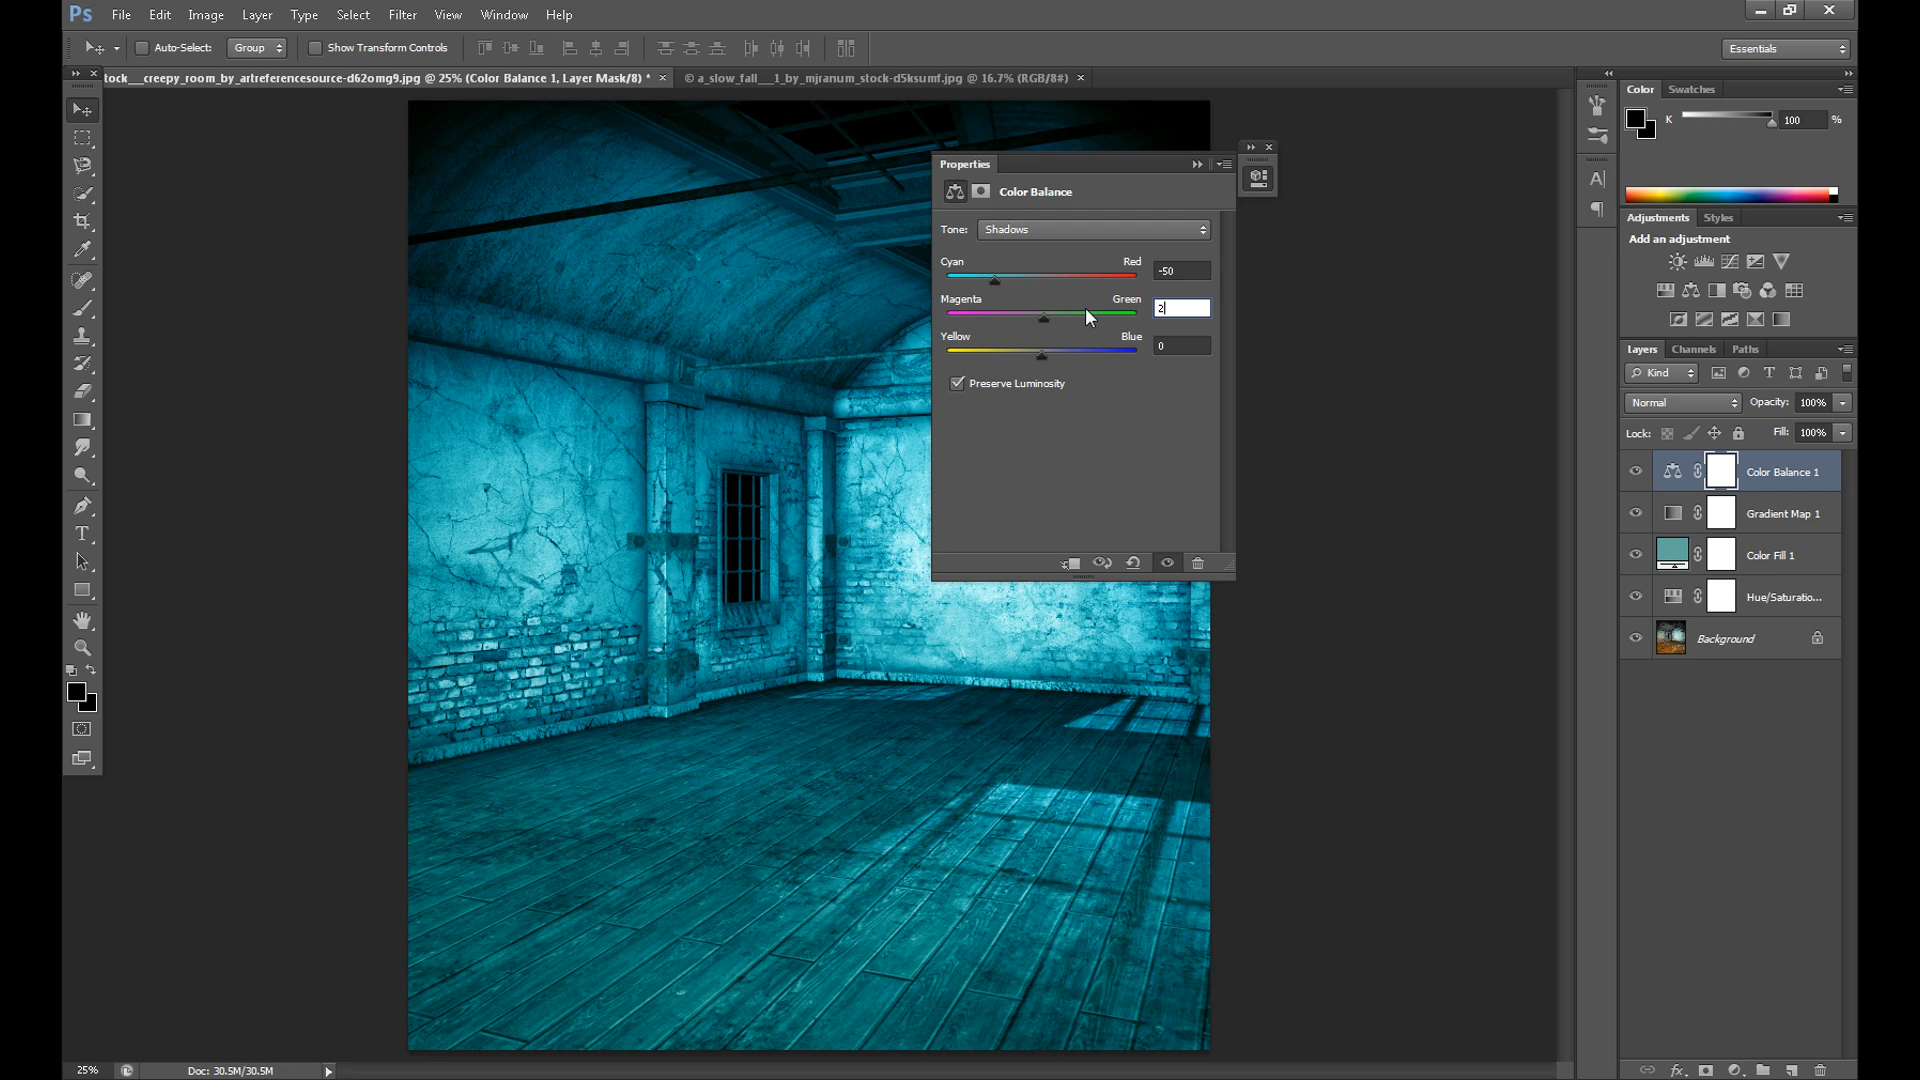 Ps File Edit Image Layer Type Select Filter View Window Help
Auto-Select: Group Show Transform Controls Essentials
tock__creepy_room_by_artreferencesource-d62omg9.jpg @ 25% (Color Balance 1, Layer Mask/8) * × © a_slow_fall___1_by_mjranum_stock-d5ksumf.jpg @ 16.7% (RGB/8#) ×
Color Swatches
K 100 %
Properties
Color Balance
Tone: Shadows
Cyan Red -50
Magenta Green 2
Yellow Blue 0
Preserve Luminosity
Adjustments Styles
Add an adjustment
Layers Channels Paths
Kind
Normal Opacity: 100%
Lock: Fill: 100%
Color Balance 1
Gradient Map 1
Color Fill 1
Hue/Saturatio...
Background
25% Doc: 30.5M/30.5M